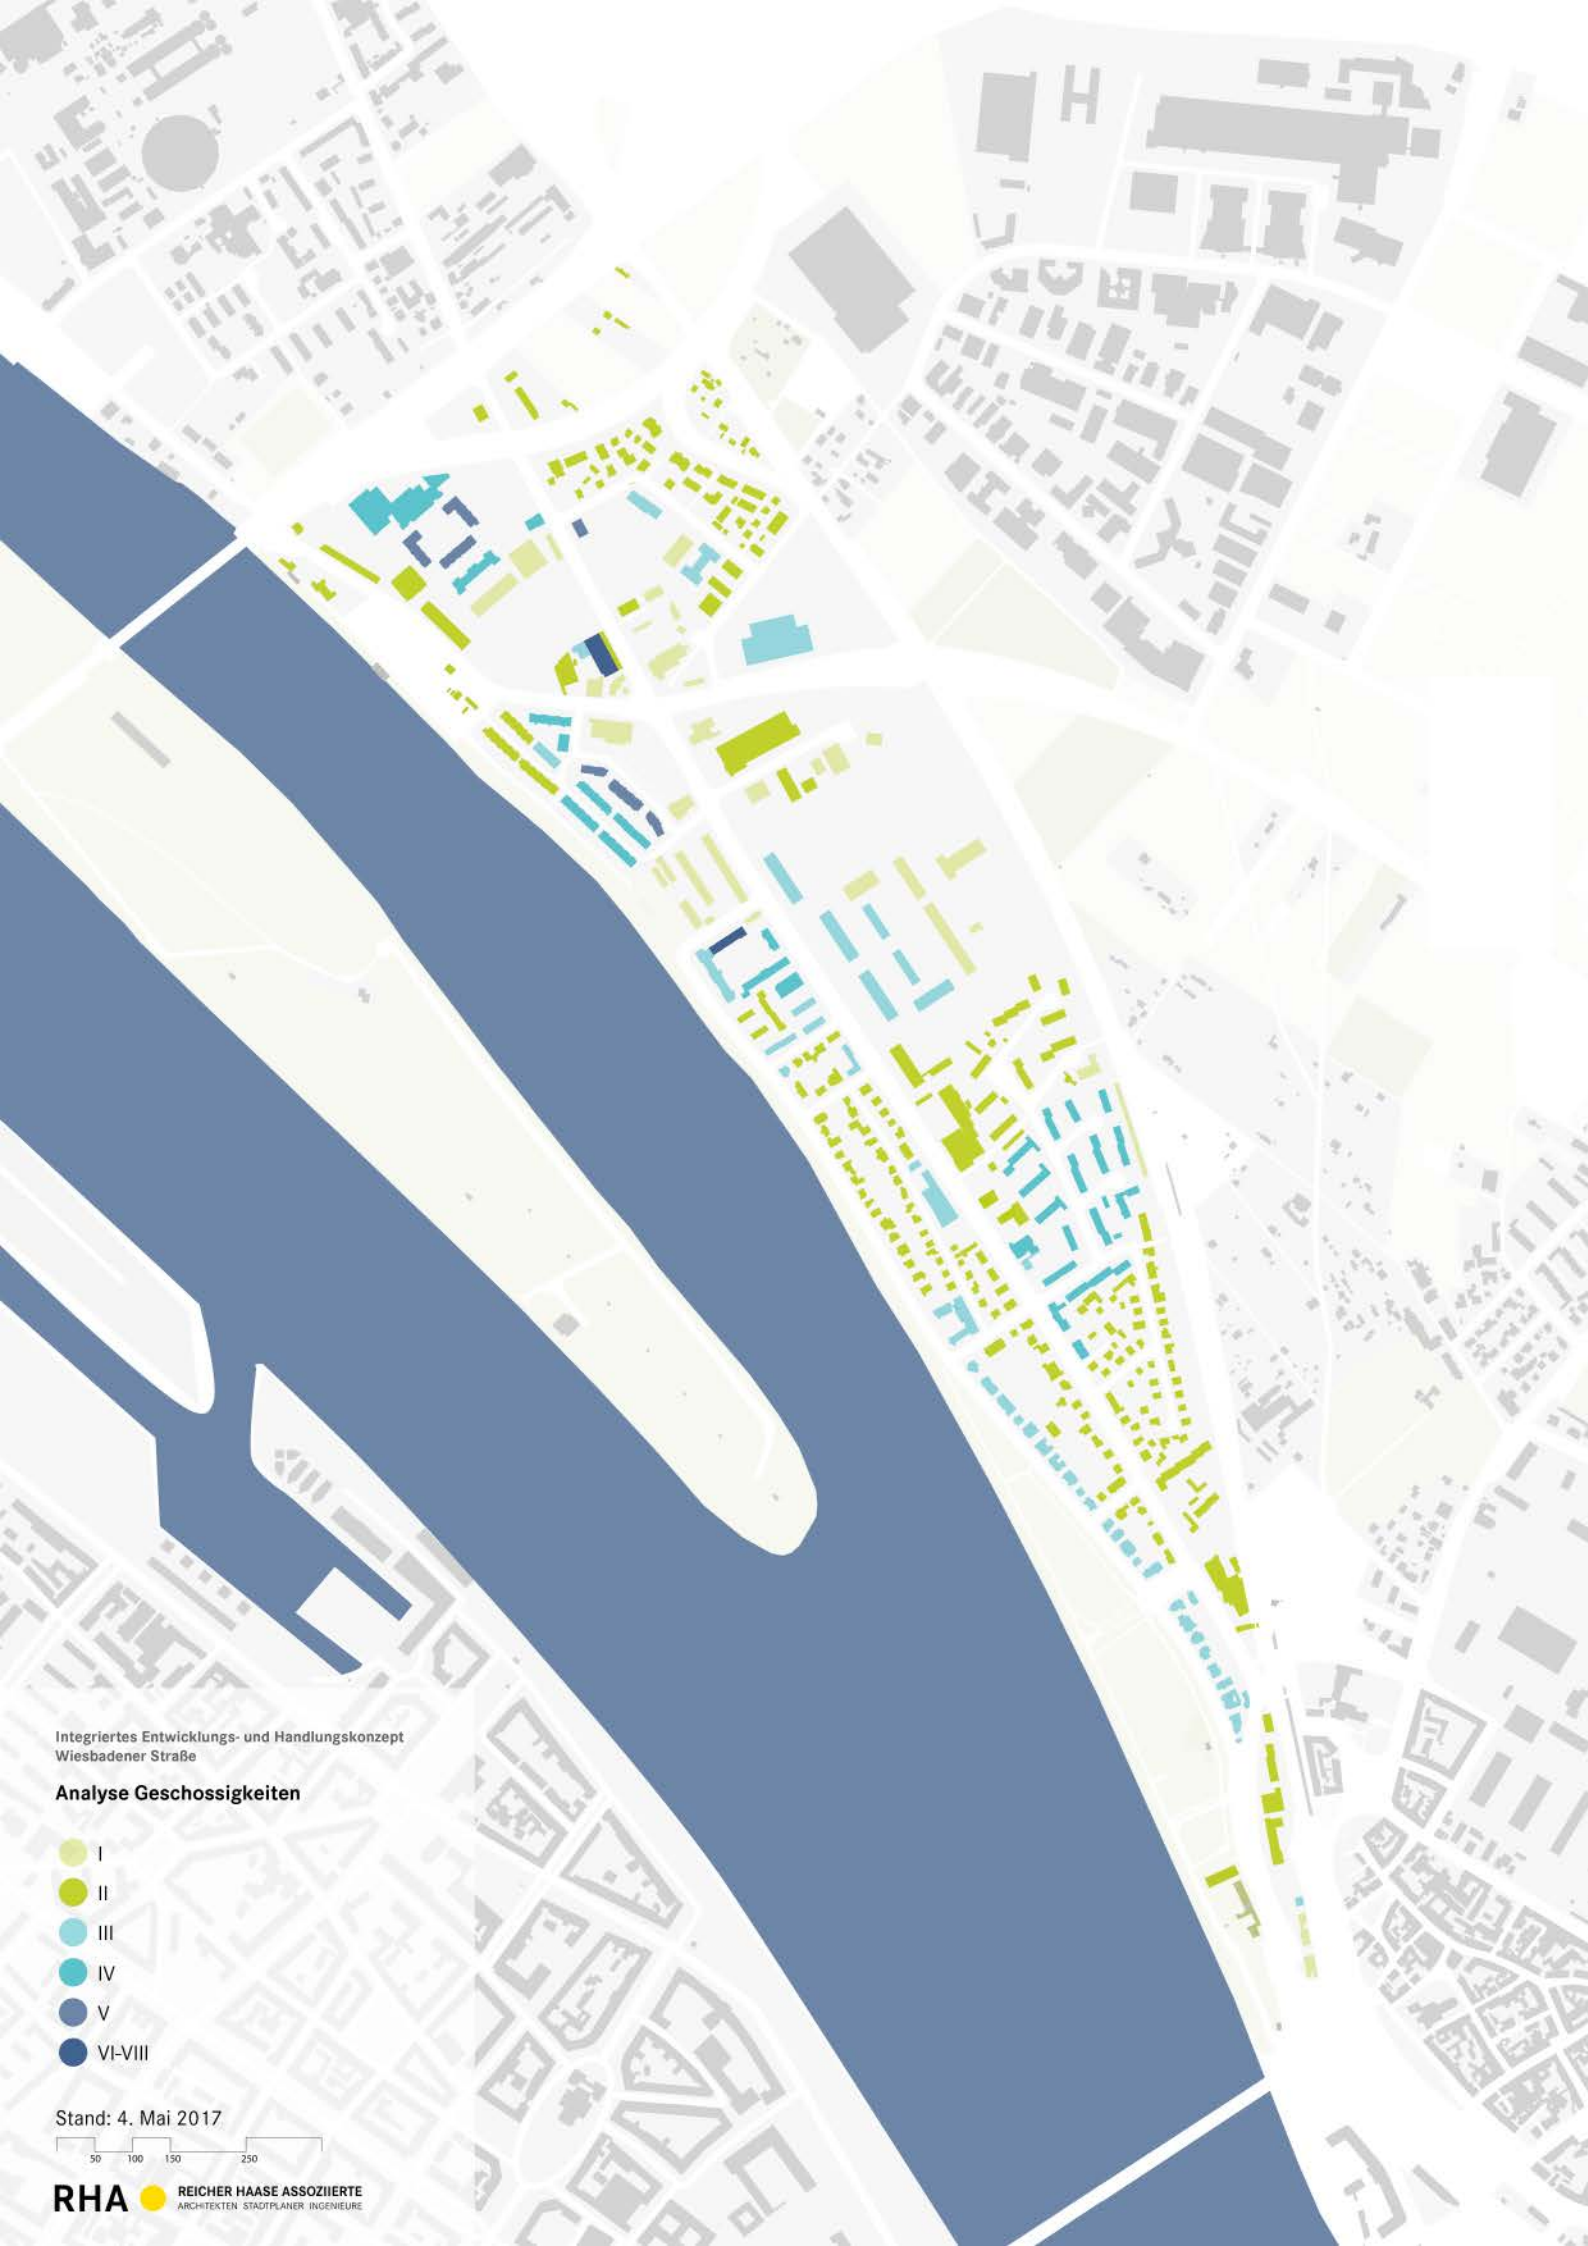 Integriertes Entwicklungs- und Handlungskonzept
Wiesbadener Straße
Analyse Geschossigkeiten
I
II
III
IV
V
VI-VIII
Stand: 4. Mai 2017
50 100 150 250
RHA REICHER HAASE ASSOZIIERTE
ARCHITEKTEN STADTPLANER INGENIEURE